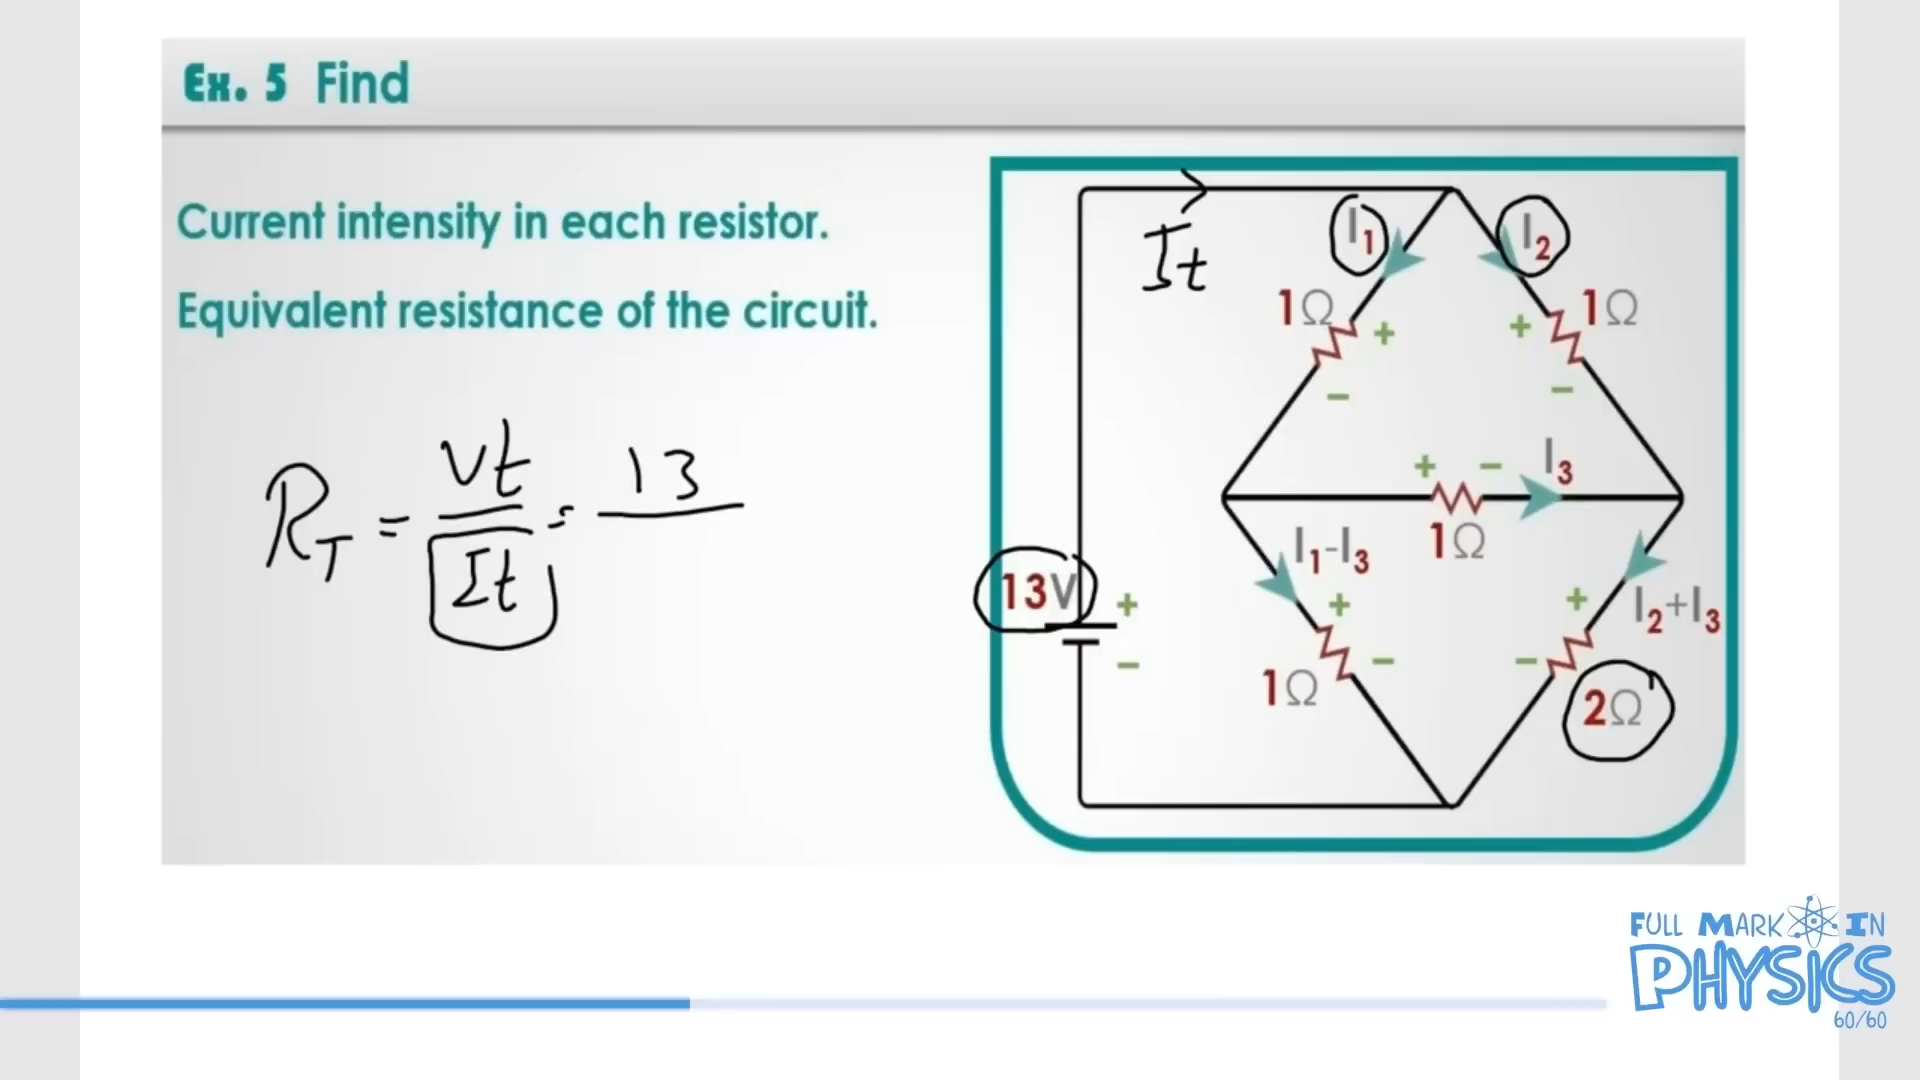 Ex. 5 Find
Current intensity in each resistor.
Equivalent resistance of the circuit.
R_T = Vt / It = 13
It
I1
I2
1Ω
1Ω
+
+
−
−
+
−
I3
1Ω
I1-I3
13V
+
−
+
−
1Ω
+
−
I2+I3
2Ω
FULL MARK IN
PHYSICS
60/60